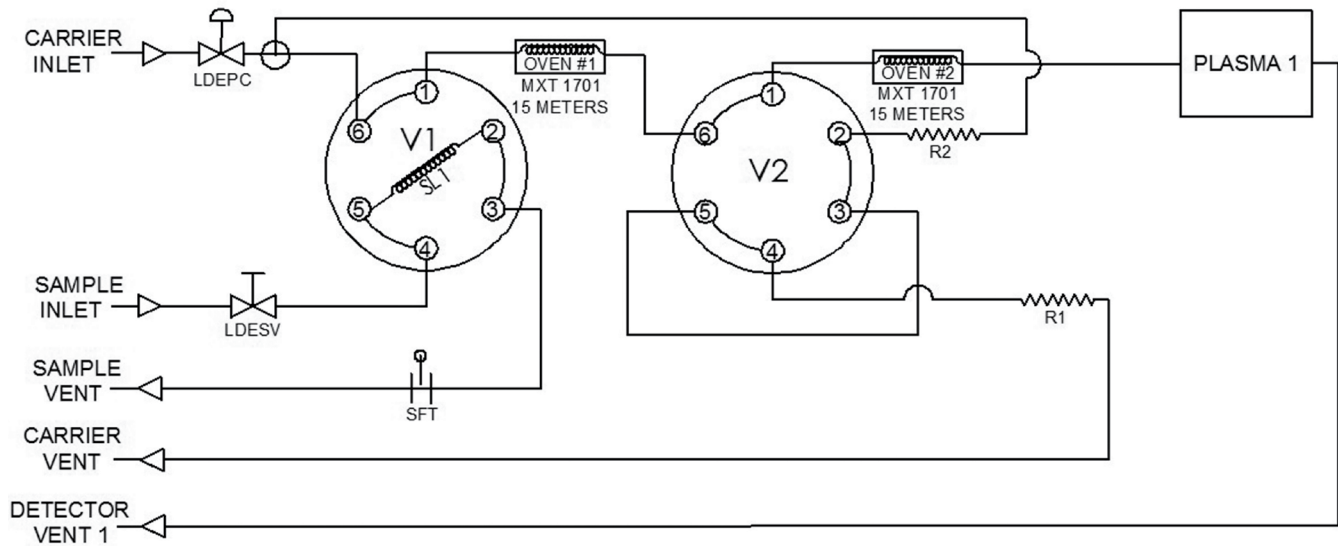 CARRIER
INLET
LDEPC
1
2
3
4
5
6
V1
SL1
OVEN #1
MXT 1701
15 METERS
1
2
3
4
5
6
V2
OVEN #2
MXT 1701
15 METERS
R2
PLASMA 1
SAMPLE
INLET
LDESV
R1
SAMPLE
VENT
SFT
CARRIER
VENT
DETECTOR
VENT 1